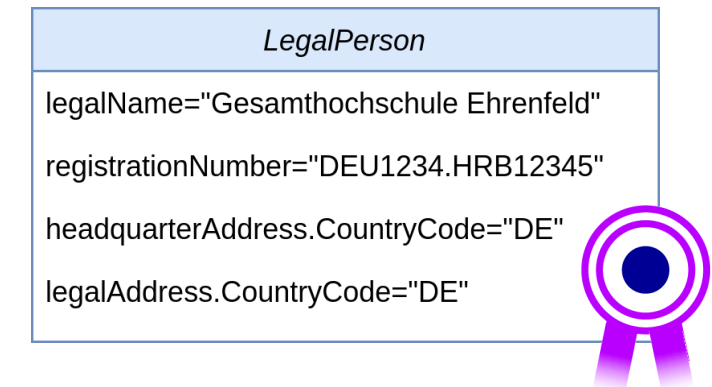 LegalPerson
legalName="Gesamthochschule Ehrenfeld"
registrationNumber="DEU1234.HRB12345"
headquarterAddress.CountryCode="DE"
legalAddress.CountryCode="DE"